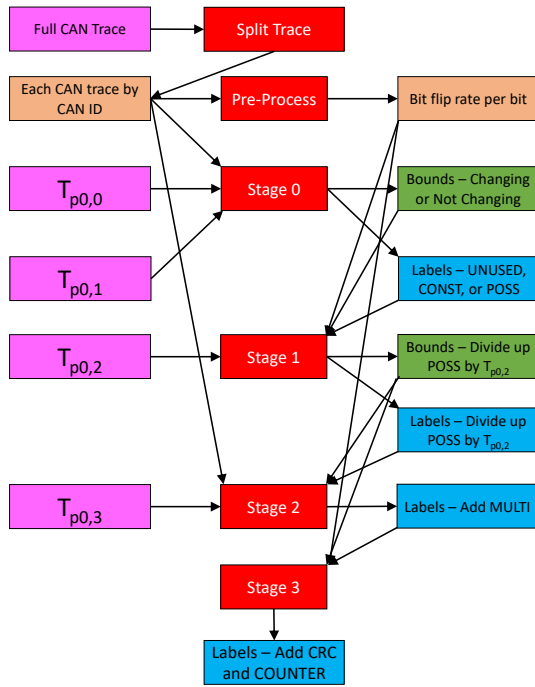 Full CAN Trace
Split Trace
Each CAN trace by
CAN ID
Pre-Process
Bit flip rate per bit
Tp0,0
Stage 0
Bounds – Changing
or Not Changing
Tp0,1
Labels – UNUSED,
CONST, or POSS
Tp0,2
Stage 1
Bounds – Divide up
POSS by Tp0,2
Labels – Divide up
POSS by Tp0,2
Tp0,3
Stage 2
Labels – Add MULTI
Stage 3
Labels – Add CRC
and COUNTER